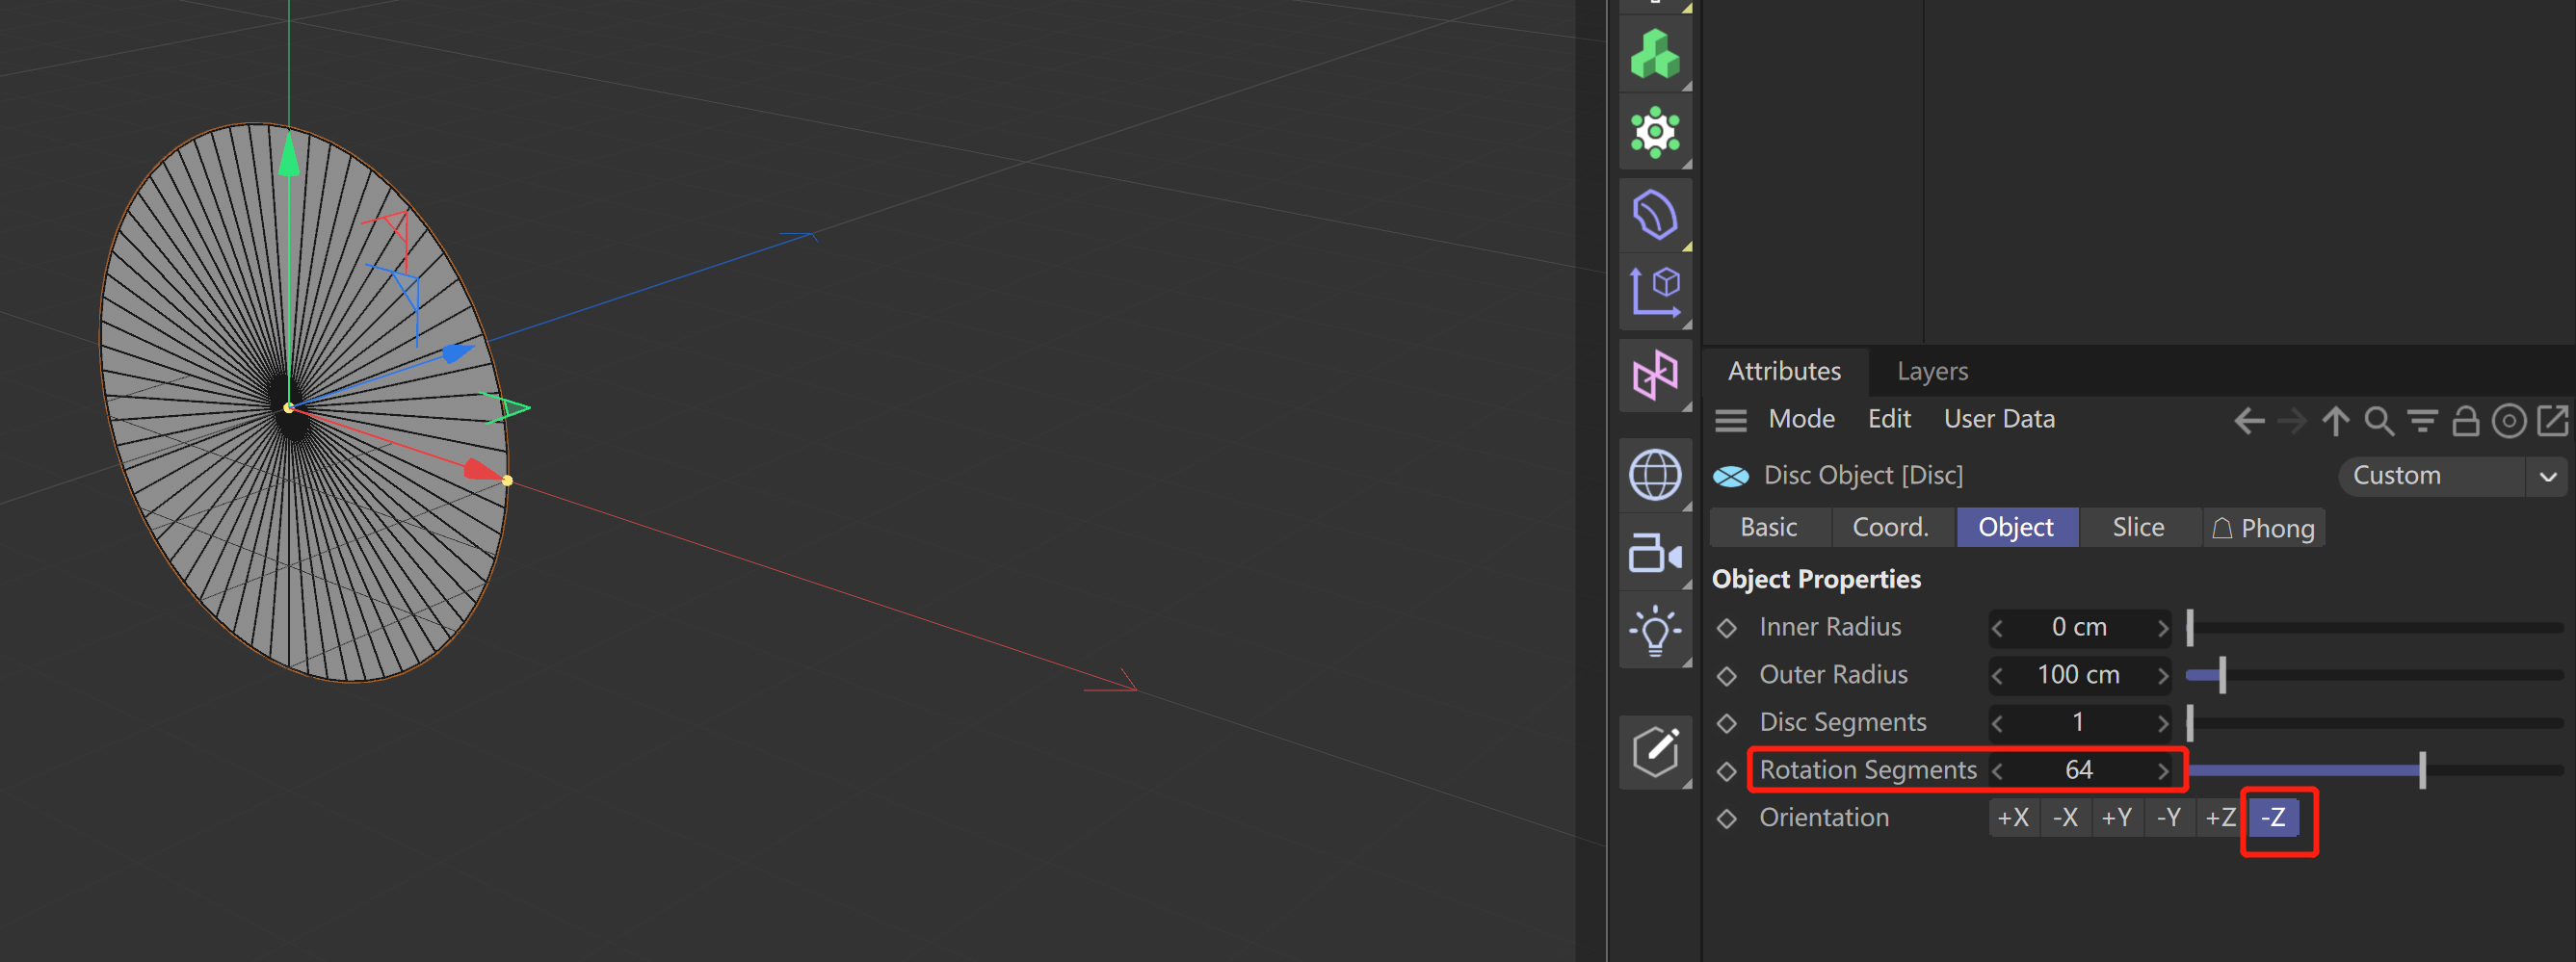 Attributes Layers
Mode Edit User Data
Disc Object [Disc] Custom
Basic Coord. Object Slice Phong
Object Properties
Inner Radius 0 cm
Outer Radius 100 cm
Disc Segments 1
Rotation Segments 64
Orientation +X -X +Y -Y +Z -Z